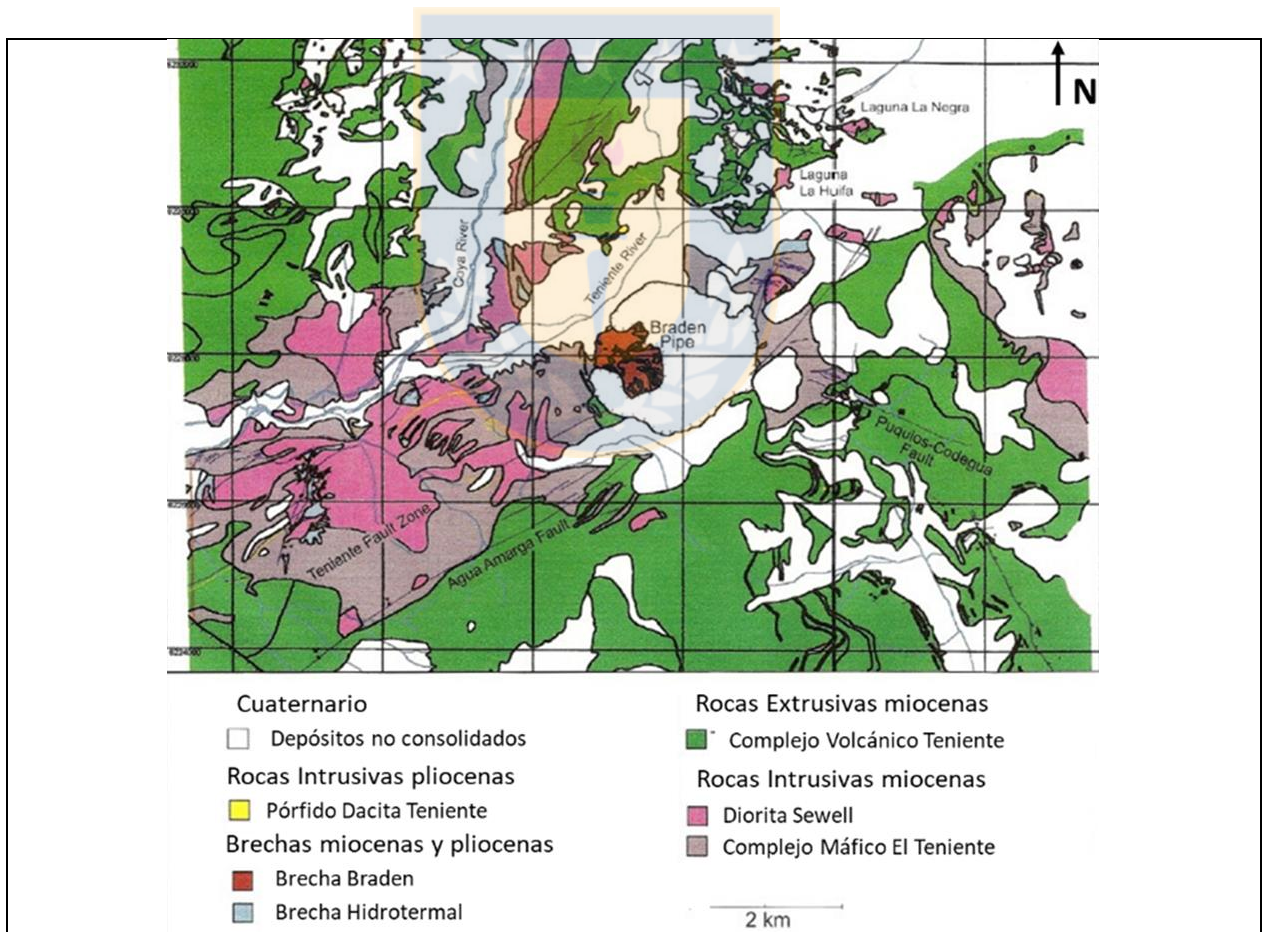 N
Laguna La Negra
Laguna
La Huifa
Coya River
Teniente River
Braden
Pipe
Puquios-Codegua
Fault
Teniente Fault Zone
Agua Amarga Fault
Cuaternario
Depósitos no consolidados
Rocas Intrusivas pliocenas
Pórfido Dacita Teniente
Brechas miocenas y pliocenas
Brecha Braden
Brecha Hidrotermal
Rocas Extrusivas miocenas
Complejo Volcánico Teniente
Rocas Intrusivas miocenas
Diorita Sewell
Complejo Máfico El Teniente
2 km